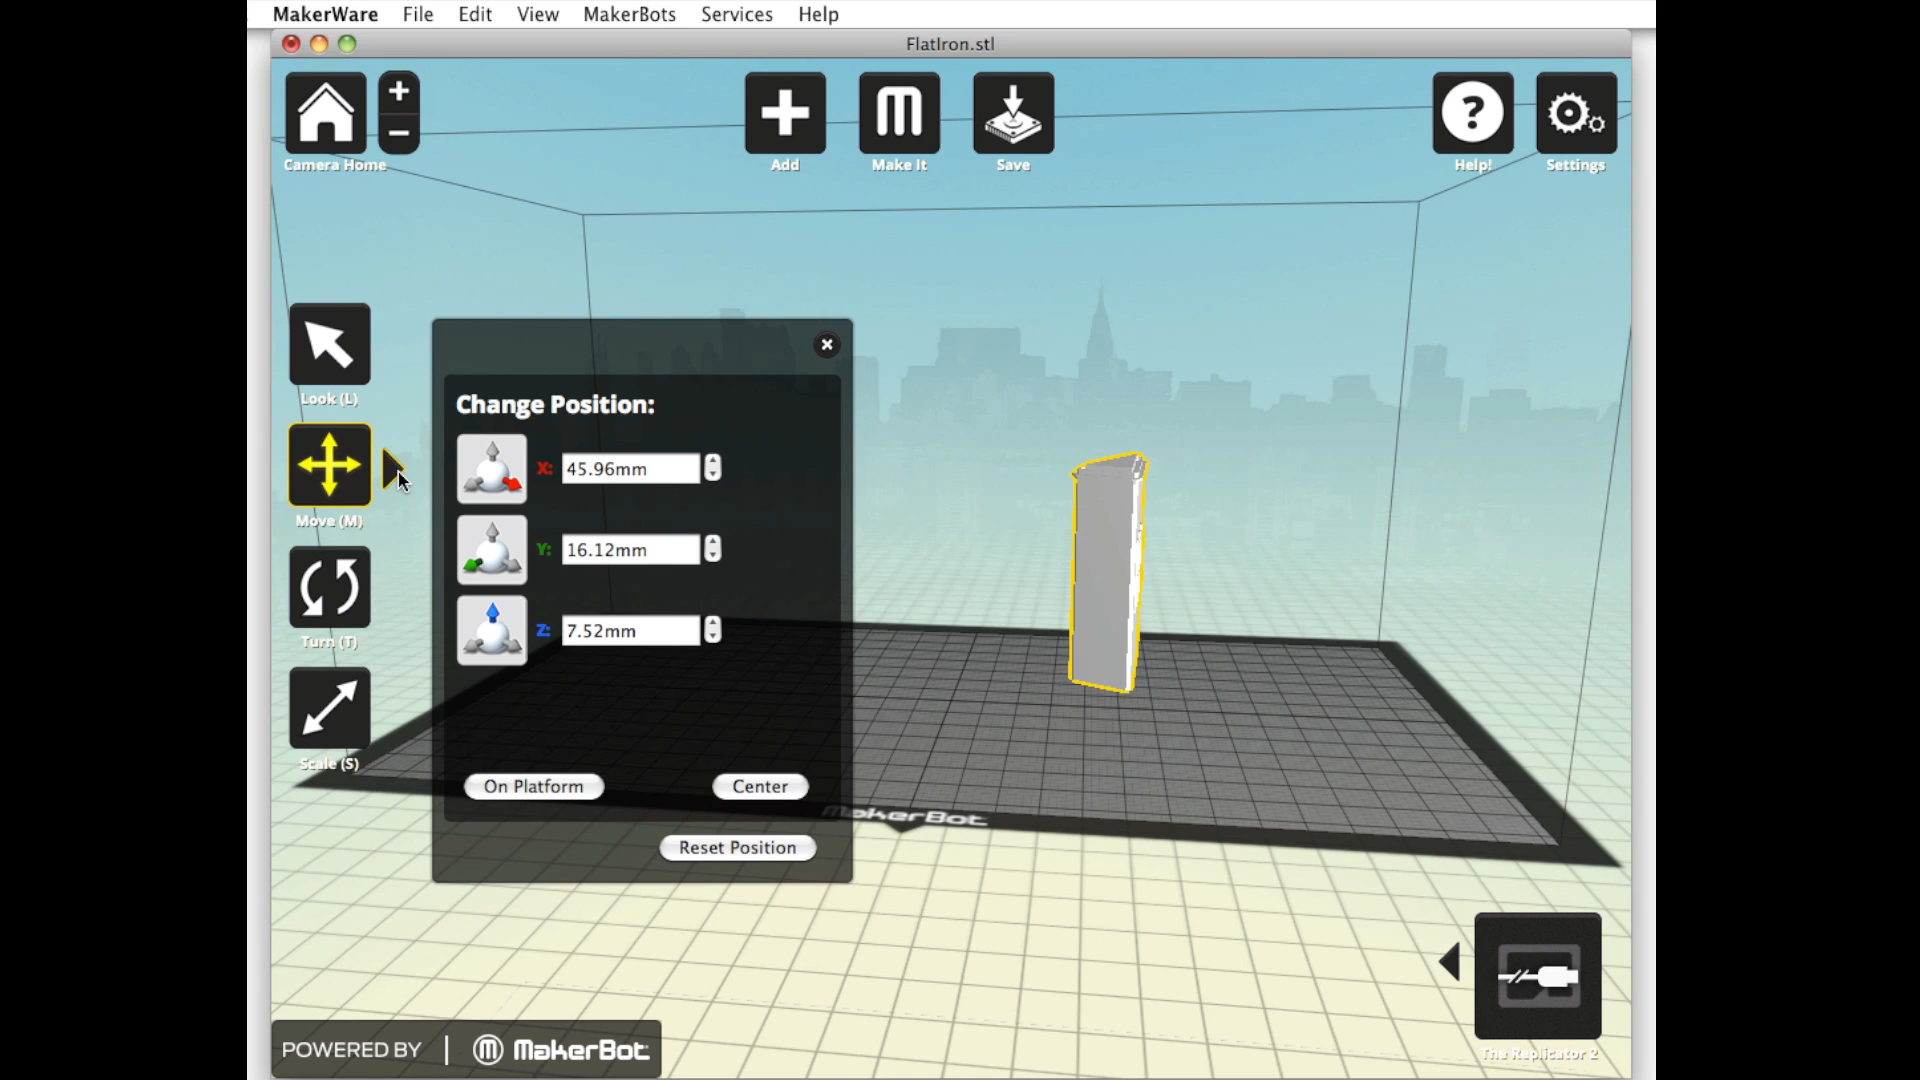 MakerWare File Edit View MakerBots Services Help
FlatIron.stl
+
−
M
?
Camera Home
Add
Make It
Save
Help!
Settings
Look (L)
Change Position:
X: 45.96mm
Move (M)
Y: 16.12mm
Z: 7.52mm
Turn (T)
Scale (S)
On Platform
Center
MakerBot
Reset Position
POWERED BY | M MakerBot
The Replicator 2